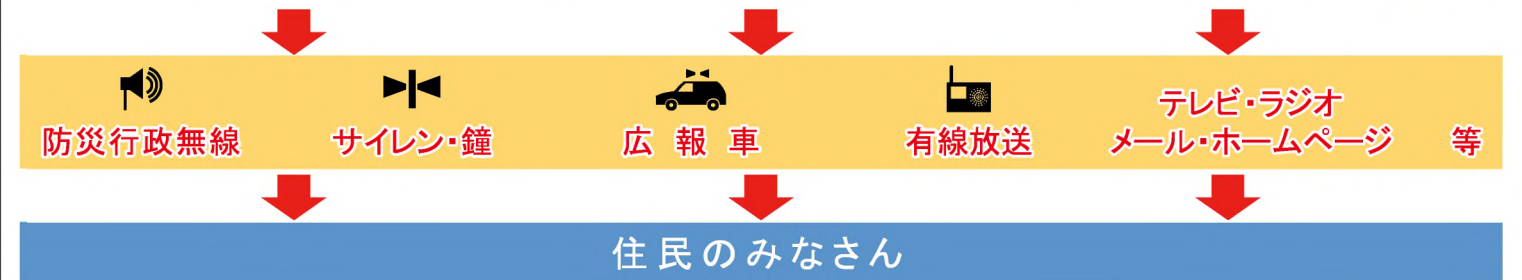 防災行政無線 サイレン・鐘 広報車 有線放送 テレビ・ラジオ
メール・ホームページ 等
住民のみなさん